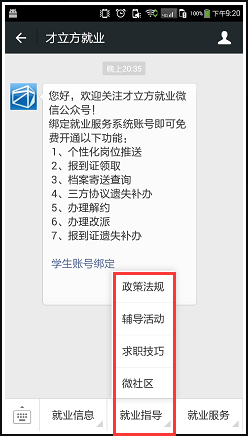 100% 下午9:20
才立方就业
晚上20:35
您好，欢迎关注才立方就业微
信公众号！
绑定就业服务系统账号即可免
费开通以下功能；
1、个性化岗位推送
2、报到证领取
3、档案寄送查询
4、三方协议遗失补办
5、办理解约
6、办理改派
7、报到证遗失补办
学生账号绑定
政策法规
辅导活动
求职技巧
微社区
就业信息 就业指导 就业服务